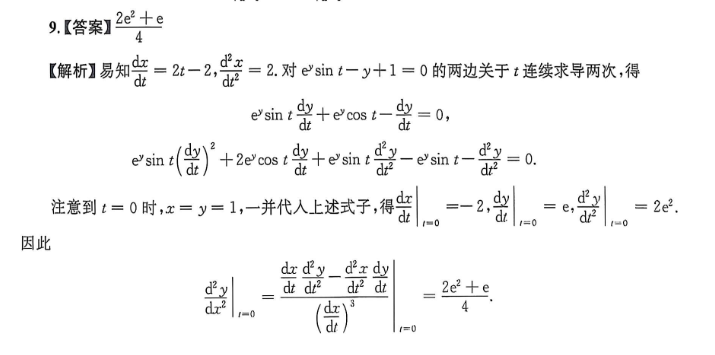 9.【答案】$\frac{2e^2+e}{4}$
【解析】易知$\frac{dx}{dt}=2t-2,\frac{d^2x}{dt^2}=2.$对 $e^y\sin t-y+1=0$ 的两边关于 $t$ 连续求导两次,得
$e^y\sin t\frac{dy}{dt}+e^y\cos t-\frac{dy}{dt}=0,$
$e^y\sin t\left(\frac{dy}{dt}\right)^2+2e^y\cos t\frac{dy}{dt}+e^y\sin t\frac{d^2y}{dt^2}-e^y\sin t-\frac{d^2y}{dt^2}=0.$
注意到 $t=0$ 时,$x=y=1$,一并代入上述式子,得$\left.\frac{dx}{dt}\right|_{t=0}=-2,\left.\frac{dy}{dt}\right|_{t=0}=e,\left.\frac{d^2y}{dt^2}\right|_{t=0}=2e^2.$
因此
$\left.\frac{d^2y}{dx^2}\right|_{t=0}=\left.\frac{\frac{dx}{dt}\frac{d^2y}{dt^2}-\frac{d^2x}{dt^2}\frac{dy}{dt}}{\left(\frac{dx}{dt}\right)^3}\right|_{t=0}=\frac{2e^2+e}{4}.$